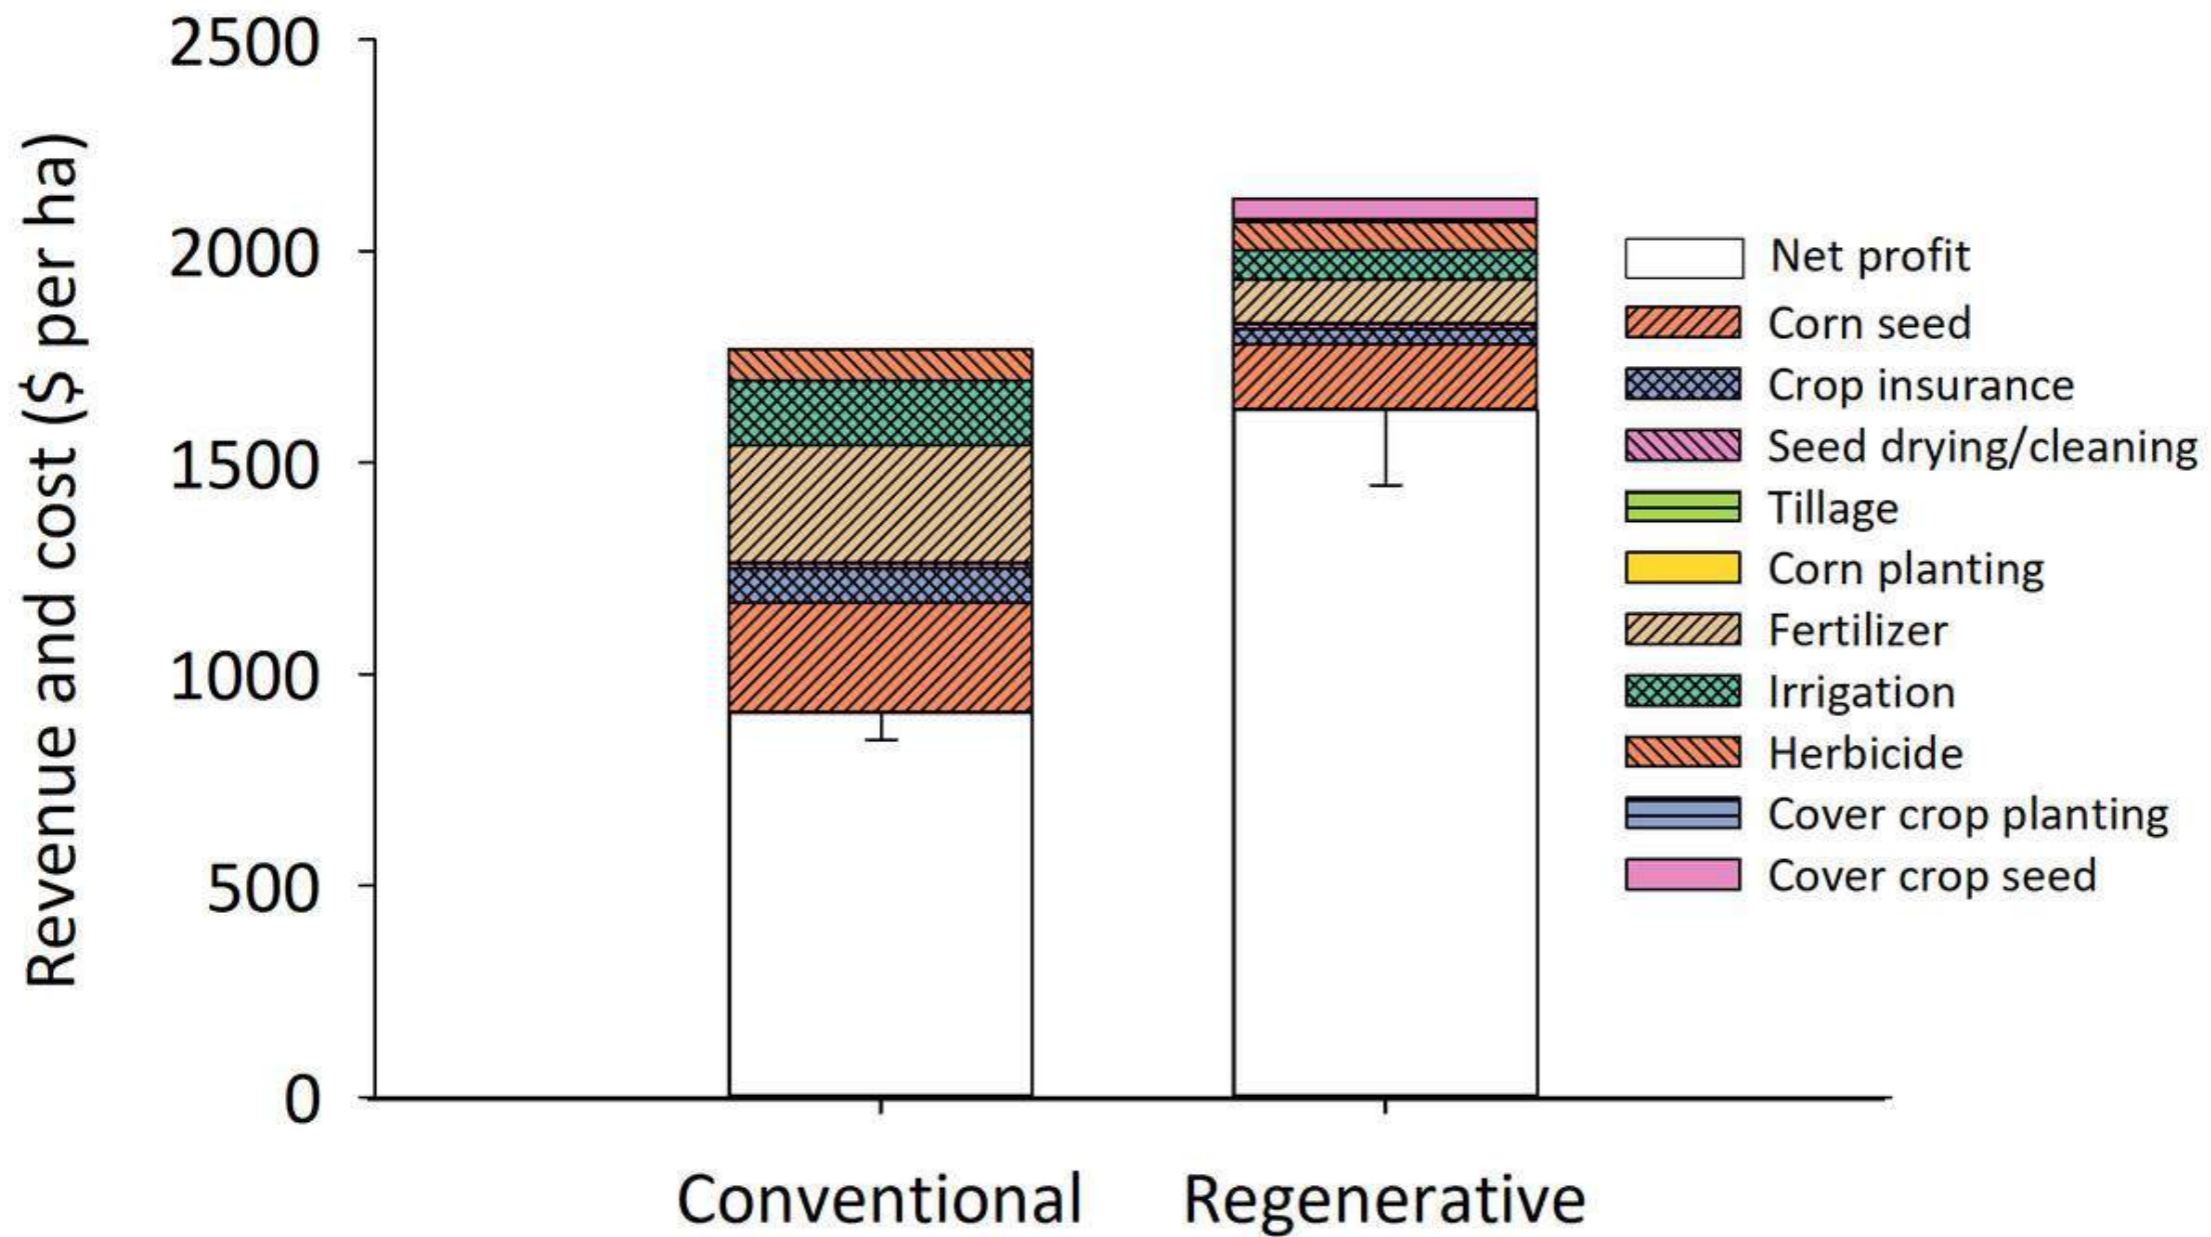 Revenue and cost ($ per ha)
2500
2000
1500
1000
500
0
Conventional
Regenerative
Net profit
Corn seed
Crop insurance
Seed drying/cleaning
Tillage
Corn planting
Fertilizer
Irrigation
Herbicide
Cover crop planting
Cover crop seed